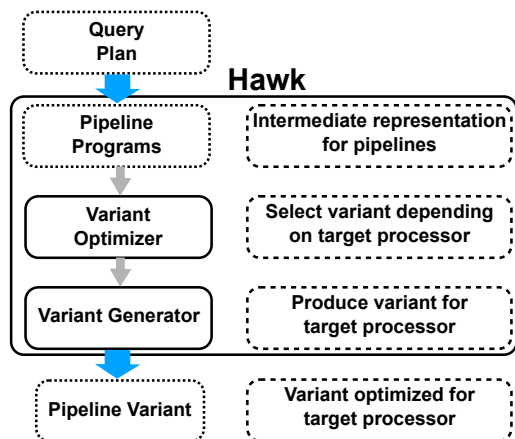 Query
Plan
Hawk
Pipeline
Programs
Intermediate representation
for pipelines
Variant
Optimizer
Select variant depending
on target processor
Variant Generator
Produce variant for
target processor
Pipeline Variant
Variant optimized for
target processor